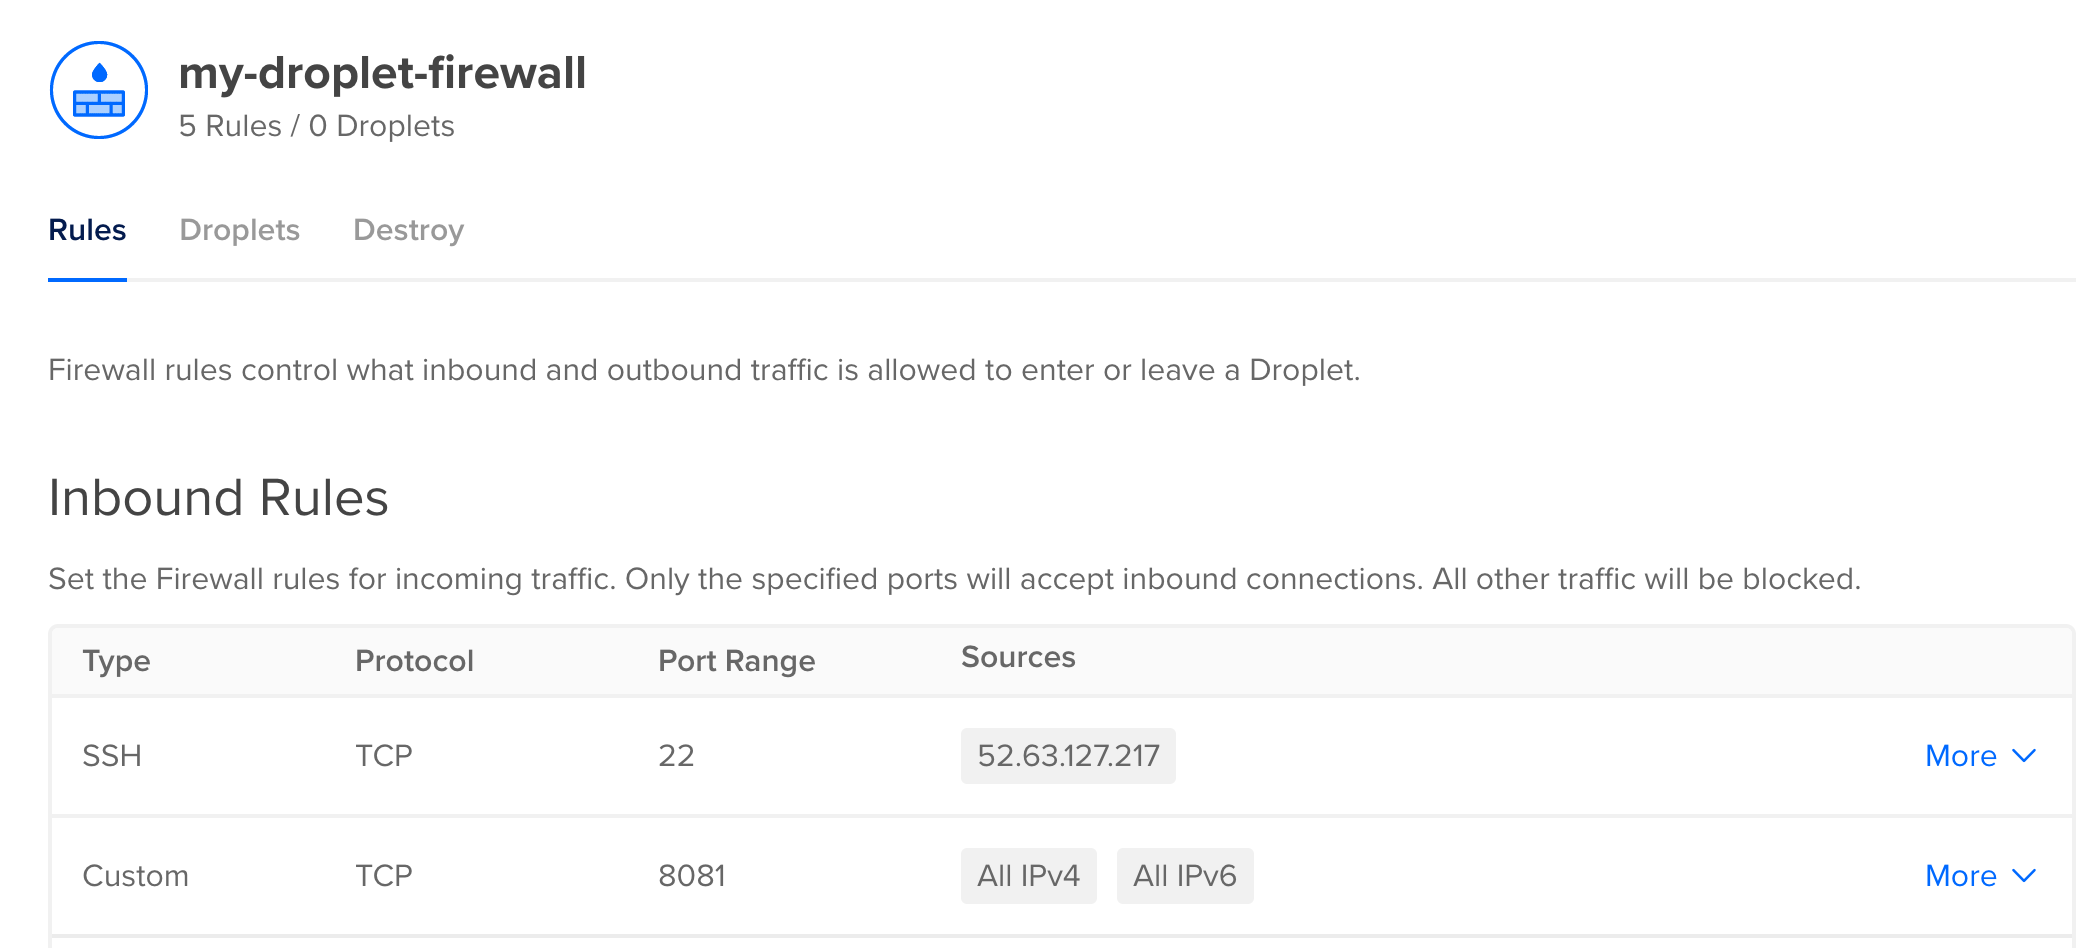 my-droplet-firewall
5 Rules / 0 Droplets
Rules Droplets Destroy
Firewall rules control what inbound and outbound traffic is allowed to enter or leave a Droplet.
Inbound Rules
Set the Firewall rules for incoming traffic. Only the specified ports will accept inbound connections. All other traffic will be blocked.
Type Protocol Port Range Sources
SSH TCP 22 52.63.127.217 More
Custom TCP 8081 All IPv4 All IPv6 More